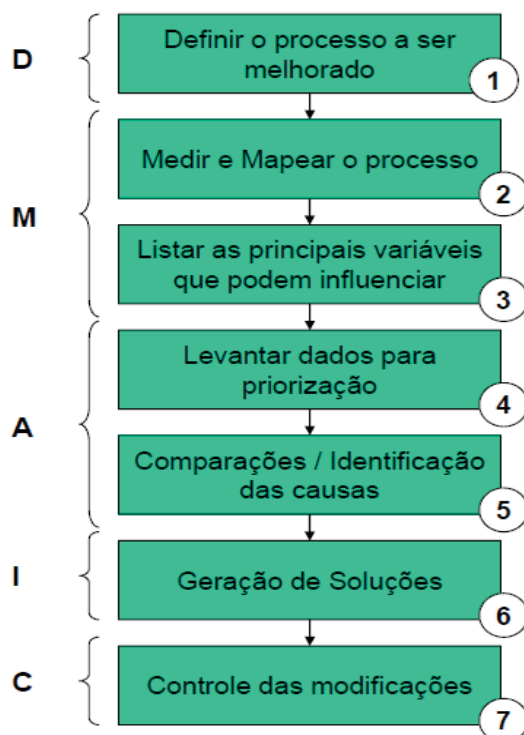 D
Definir o processo a ser
melhorado
1
M
Medir e Mapear o processo
2
Listar as principais variáveis
que podem influenciar
3
A
Levantar dados para
priorização
4
Comparações / Identificação
das causas
5
I
Geração de Soluções
6
C
Controle das modificações
7